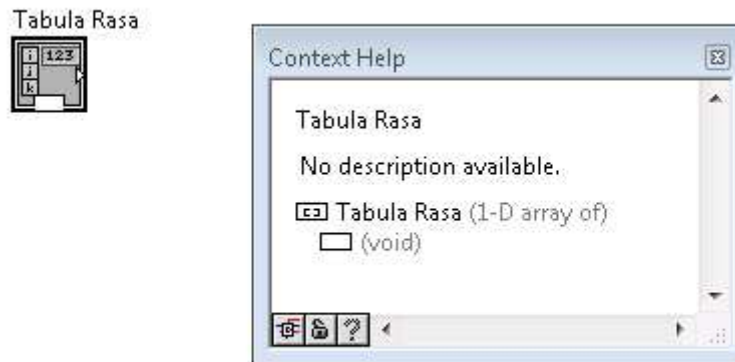 Tabula Rasa
i 123
j
k
Context Help
Tabula Rasa
No description available.
Tabula Rasa (1-D array of)
(void)
?